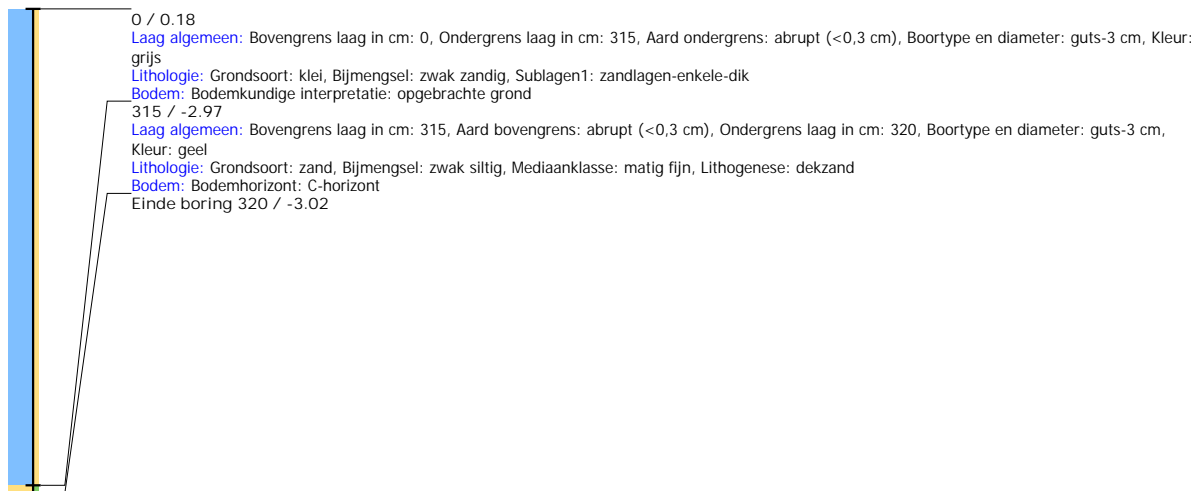 0 / 0.18
Laag algemeen: Bovengrens laag in cm: 0, Ondergrens laag in cm: 315, Aard ondergrens: abrupt (<0,3 cm), Boortype en diameter: guts-3 cm, Kleur:
grijs
Lithologie: Grondsoort: klei, Bijmengsel: zwak zandig, Sublagen1: zandlagen-enkele-dik
Bodem: Bodemkundige interpretatie: opgebrachte grond
315 / -2.97
Laag algemeen: Bovengrens laag in cm: 315, Aard bovengrens: abrupt (<0,3 cm), Ondergrens laag in cm: 320, Boortype en diameter: guts-3 cm,
Kleur: geel
Lithologie: Grondsoort: zand, Bijmengsel: zwak siltig, Mediaanklasse: matig fijn, Lithogenese: dekzand
Bodem: Bodemhorizont: C-horizont
Einde boring 320 / -3.02